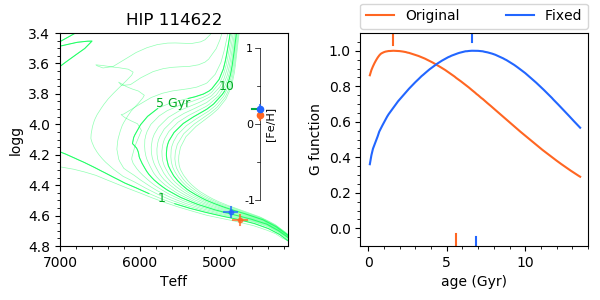 HIP 114622
Original Fixed
3.4
3.6
3.8
4.0
4.2
4.4
4.6
4.8
logg
7000 6000 5000
Teff
5 Gyr
10
1
1
0
-1
[Fe/H]
1.0
0.8
0.6
0.4
0.2
0.0
G function
0 5 10
age (Gyr)